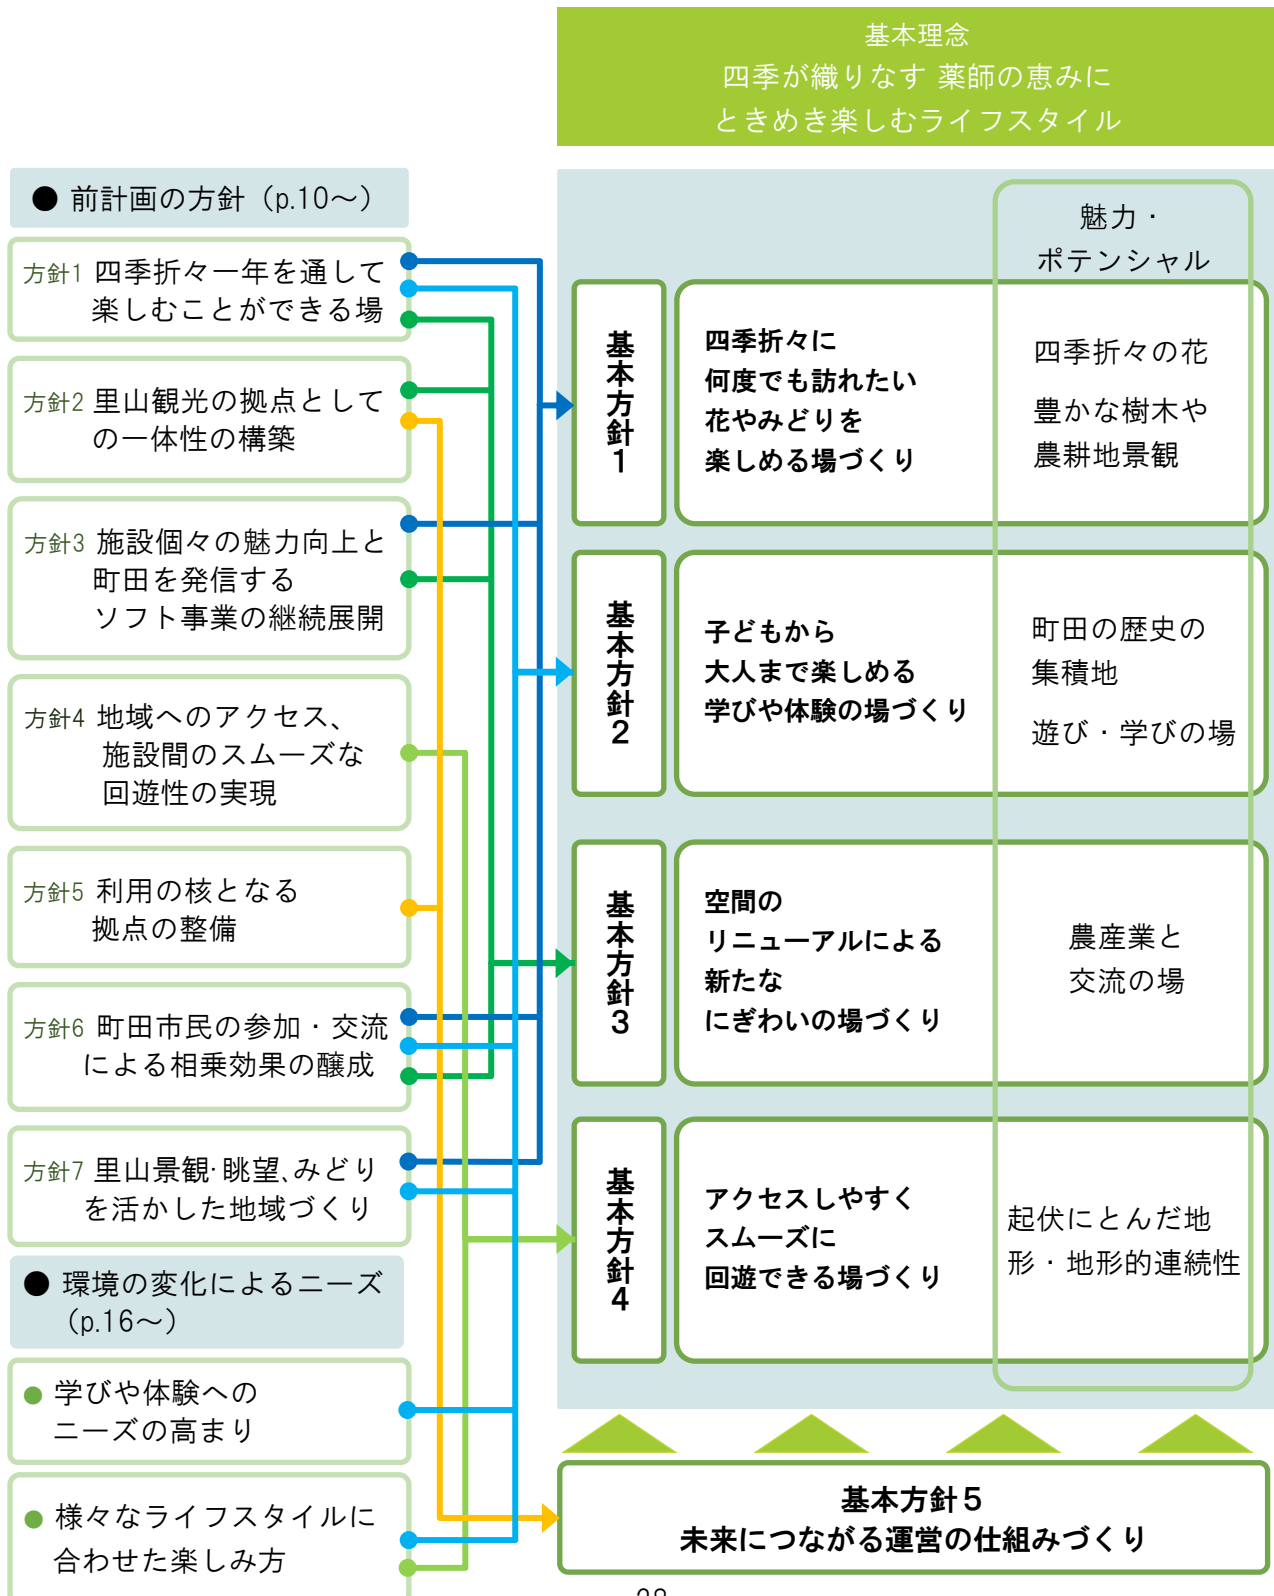 基本理念
四季が織りなす 薬師の恵みに
ときめき楽しむライフスタイル
● 前計画の方針（p.10～）
方針1 四季折々一年を通して
楽しむことができる場
方針2 里山観光の拠点として
の一体性の構築
方針3 施設個々の魅力向上と
町田を発信する
ソフト事業の継続展開
方針4 地域へのアクセス、
施設間のスムーズな
回遊性の実現
方針5 利用の核となる
拠点の整備
方針6 町田市民の参加・交流
による相乗効果の醸成
方針7 里山景観･眺望､みどり
を活かした地域づくり
● 環境の変化によるニーズ
（p.16～）
● 学びや体験への
ニーズの高まり
● 様々なライフスタイルに
合わせた楽しみ方
魅力・
ポテンシャル
基本方針1
四季折々に
何度でも訪れたい
花やみどりを
楽しめる場づくり
四季折々の花
豊かな樹木や
農耕地景観
基本方針2
子どもから
大人まで楽しめる
学びや体験の場づくり
町田の歴史の
集積地
遊び・学びの場
基本方針3
空間の
リニューアルによる
新たな
にぎわいの場づくり
農産業と
交流の場
基本方針4
アクセスしやすく
スムーズに
回遊できる場づくり
起伏にとんだ地
形・地形的連続性
基本方針５
未来につながる運営の仕組みづくり